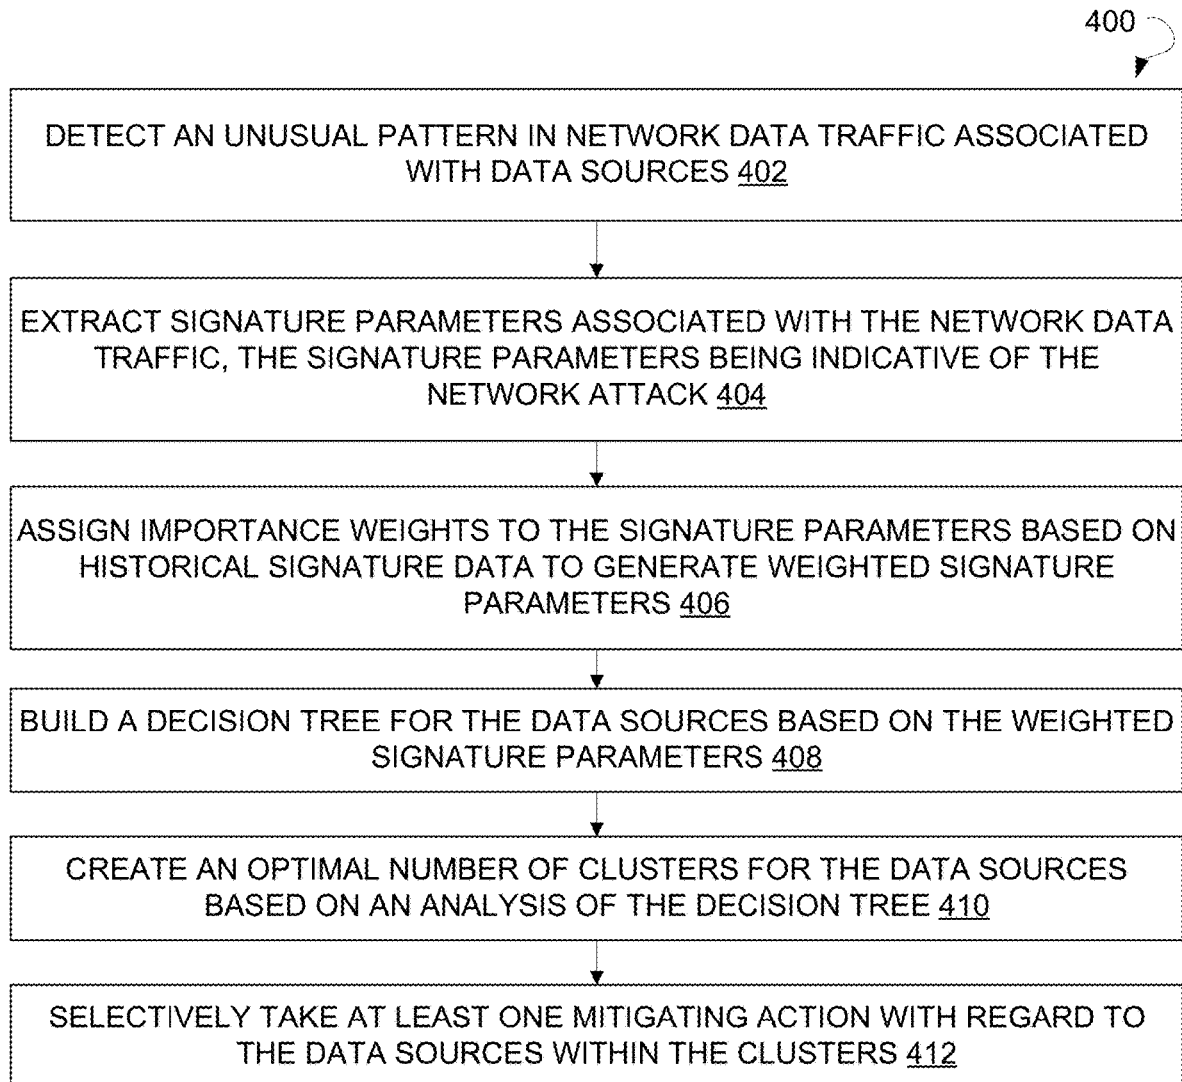 400
DETECT AN UNUSUAL PATTERN IN NETWORK DATA TRAFFIC ASSOCIATED
WITH DATA SOURCES 402
EXTRACT SIGNATURE PARAMETERS ASSOCIATED WITH THE NETWORK DATA
TRAFFIC, THE SIGNATURE PARAMETERS BEING INDICATIVE OF THE
NETWORK ATTACK 404
ASSIGN IMPORTANCE WEIGHTS TO THE SIGNATURE PARAMETERS BASED ON
HISTORICAL SIGNATURE DATA TO GENERATE WEIGHTED SIGNATURE
PARAMETERS 406
BUILD A DECISION TREE FOR THE DATA SOURCES BASED ON THE WEIGHTED
SIGNATURE PARAMETERS 408
CREATE AN OPTIMAL NUMBER OF CLUSTERS FOR THE DATA SOURCES
BASED ON AN ANALYSIS OF THE DECISION TREE 410
SELECTIVELY TAKE AT LEAST ONE MITIGATING ACTION WITH REGARD TO
THE DATA SOURCES WITHIN THE CLUSTERS 412